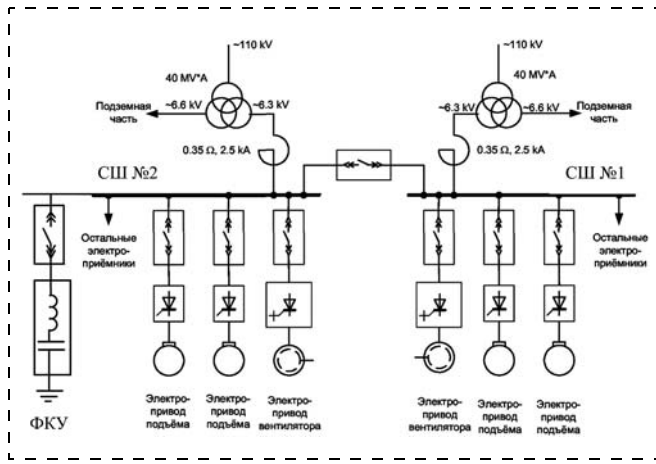 ~110 kV
~110 kV
40 MV*A
40 MV*A
~6.6 kV
~6.3 kV
~6.3 kV
~6.6 kV
Подземная
часть
Подземная
часть
0.35 Ω, 2.5 kA
0.35 Ω, 2.5 kA
СШ №2
СШ №1
Остальные
электро-
приёмники
Остальные
электро-
приёмники
ФКУ
Электро-
привод
подъёма
Электро-
привод
подъёма
Электро-
привод
вентилятора
Электро-
привод
вентилятора
Электро-
привод
подъёма
Электро-
привод
подъёма